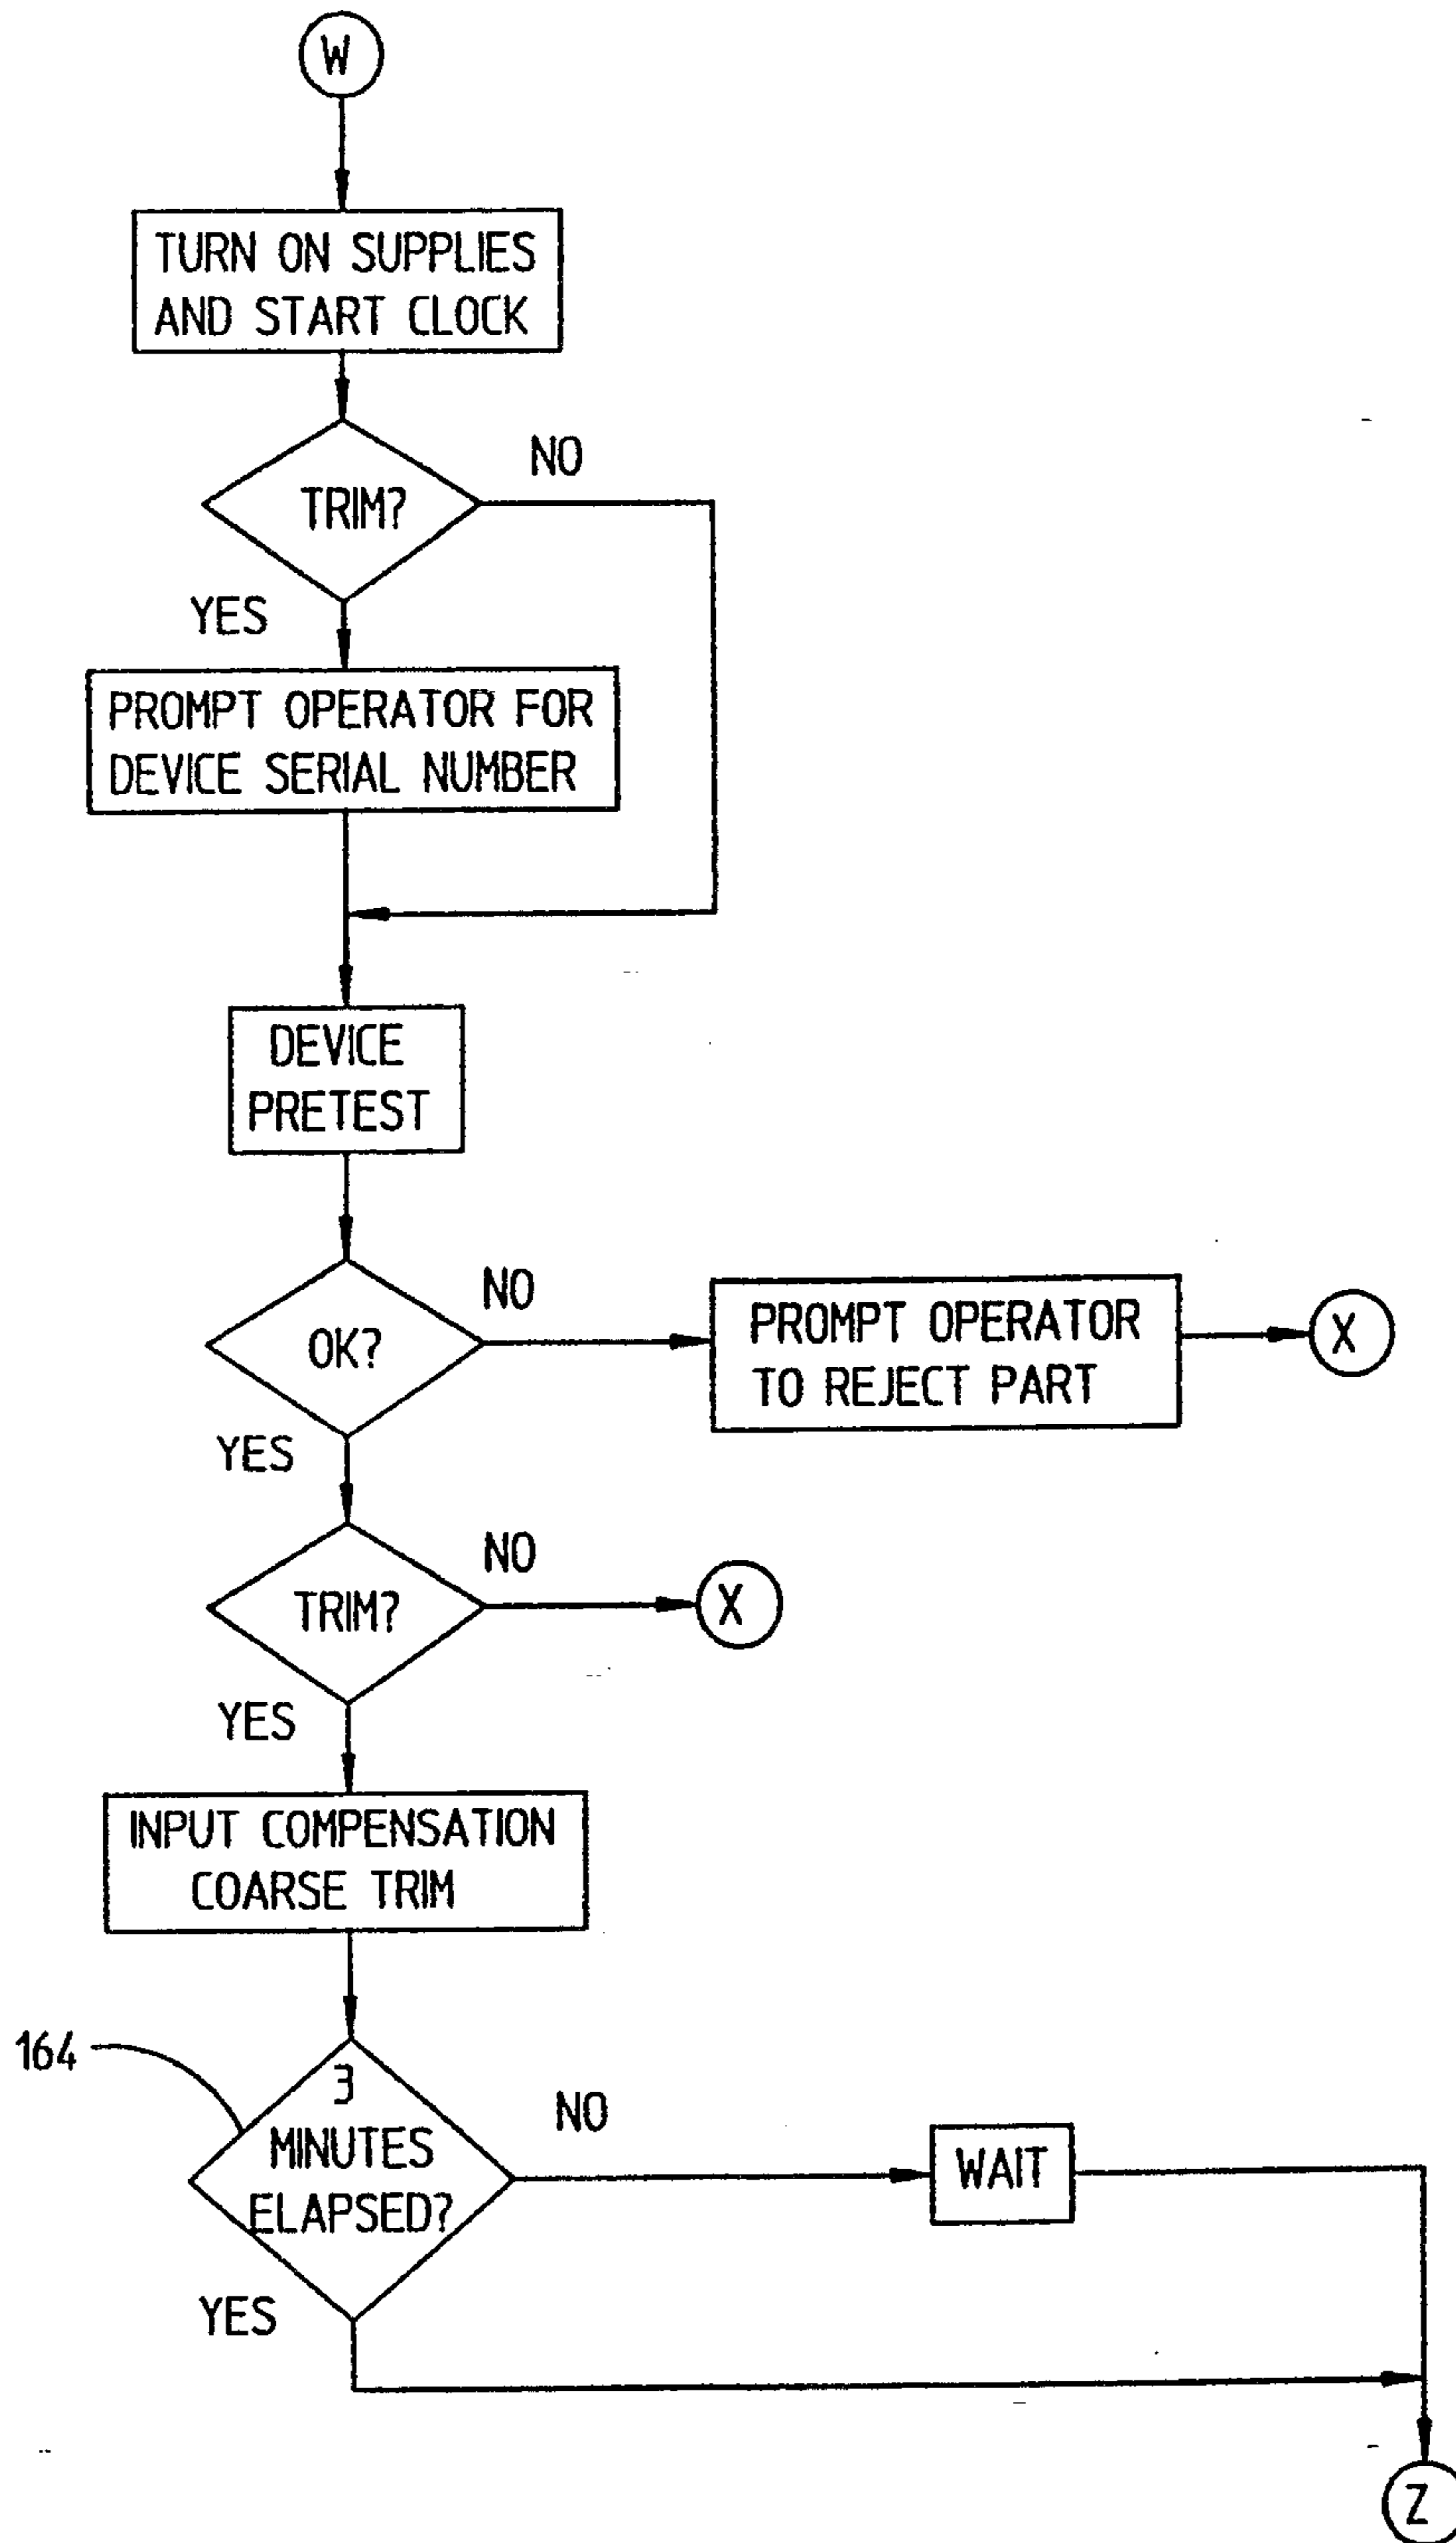 W
TURN ON SUPPLIES
AND START CLOCK
TRIM?
NO
YES
PROMPT OPERATOR FOR
DEVICE SERIAL NUMBER
DEVICE
PRETEST
OK?
NO
PROMPT OPERATOR
TO REJECT PART
X
YES
TRIM?
NO
X
YES
INPUT COMPENSATION
COARSE TRIM
164
3
MINUTES
ELAPSED?
NO
WAIT
YES
Z